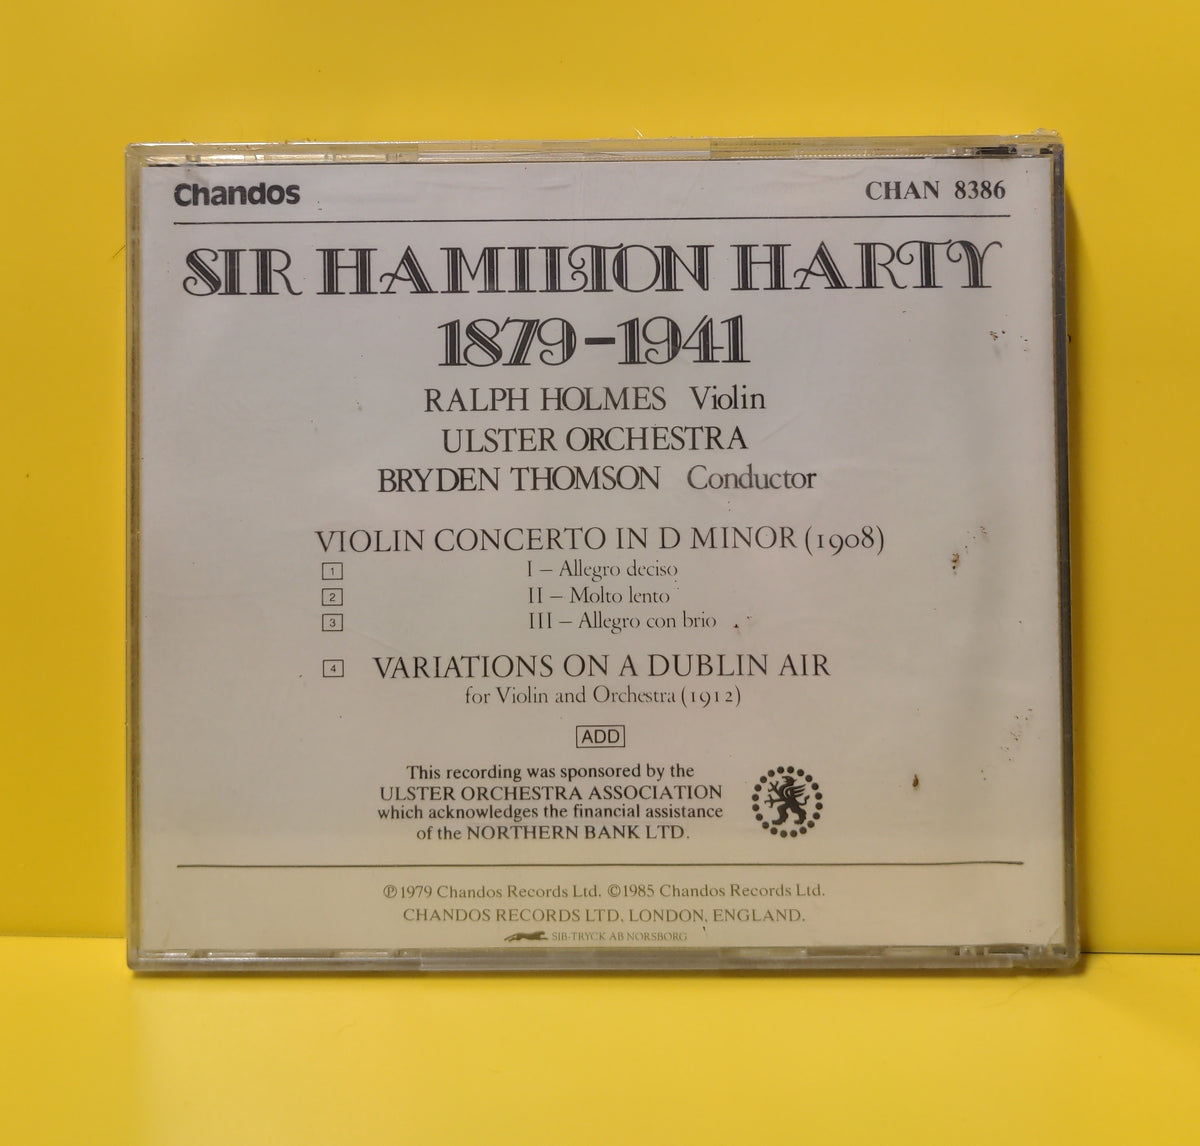 Chandos
CHAN 8386
SIR HAMILTON HARTY
1879-1941
RALPH HOLMES Violin
ULSTER ORCHESTRA
BRYDEN THOMSON Conductor
VIOLIN CONCERTO IN D MINOR (1908)
1 I – Allegro deciso
2 II – Molto lento
3 III – Allegro con brio
4 VARIATIONS ON A DUBLIN AIR
for Violin and Orchestra (1912)
ADD
This recording was sponsored by the
ULSTER ORCHESTRA ASSOCIATION
which acknowledges the financial assistance
of the NORTHERN BANK LTD.
℗1979 Chandos Records Ltd. ©1985 Chandos Records Ltd.
CHANDOS RECORDS LTD. LONDON, ENGLAND.
SIB-TRYCK AB NORSBORG